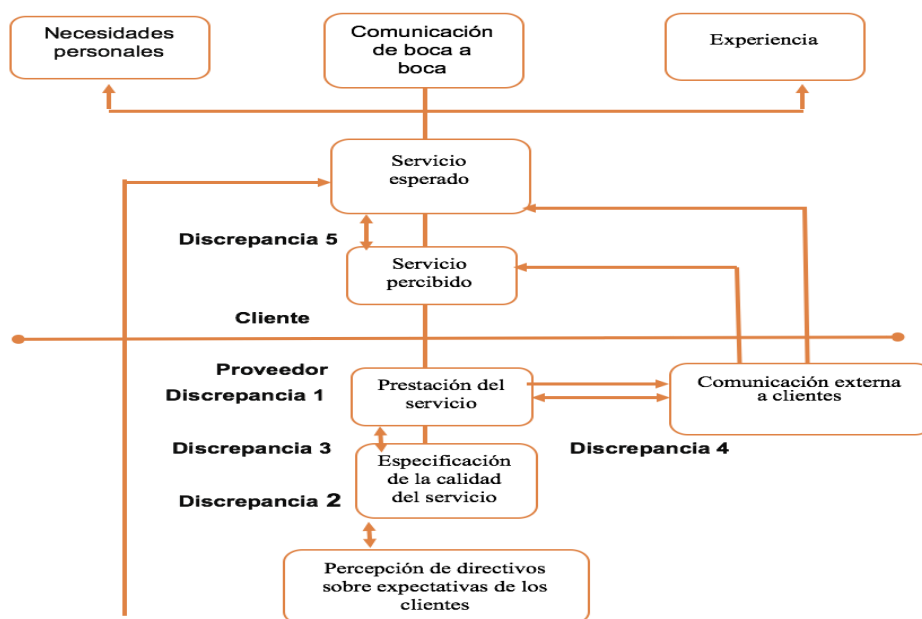 Necesidades
personales
Comunicación
de boca a
boca
Experiencia
Servicio
esperado
Discrepancia 5
Servicio
percibido
Cliente
Proveedor
Discrepancia 1
Prestación del
servicio
Comunicación externa
a clientes
Discrepancia 3
Discrepancia 4
Especificación
de la calidad
del servicio
Discrepancia 2
Percepción de directivos
sobre expectativas de los
clientes